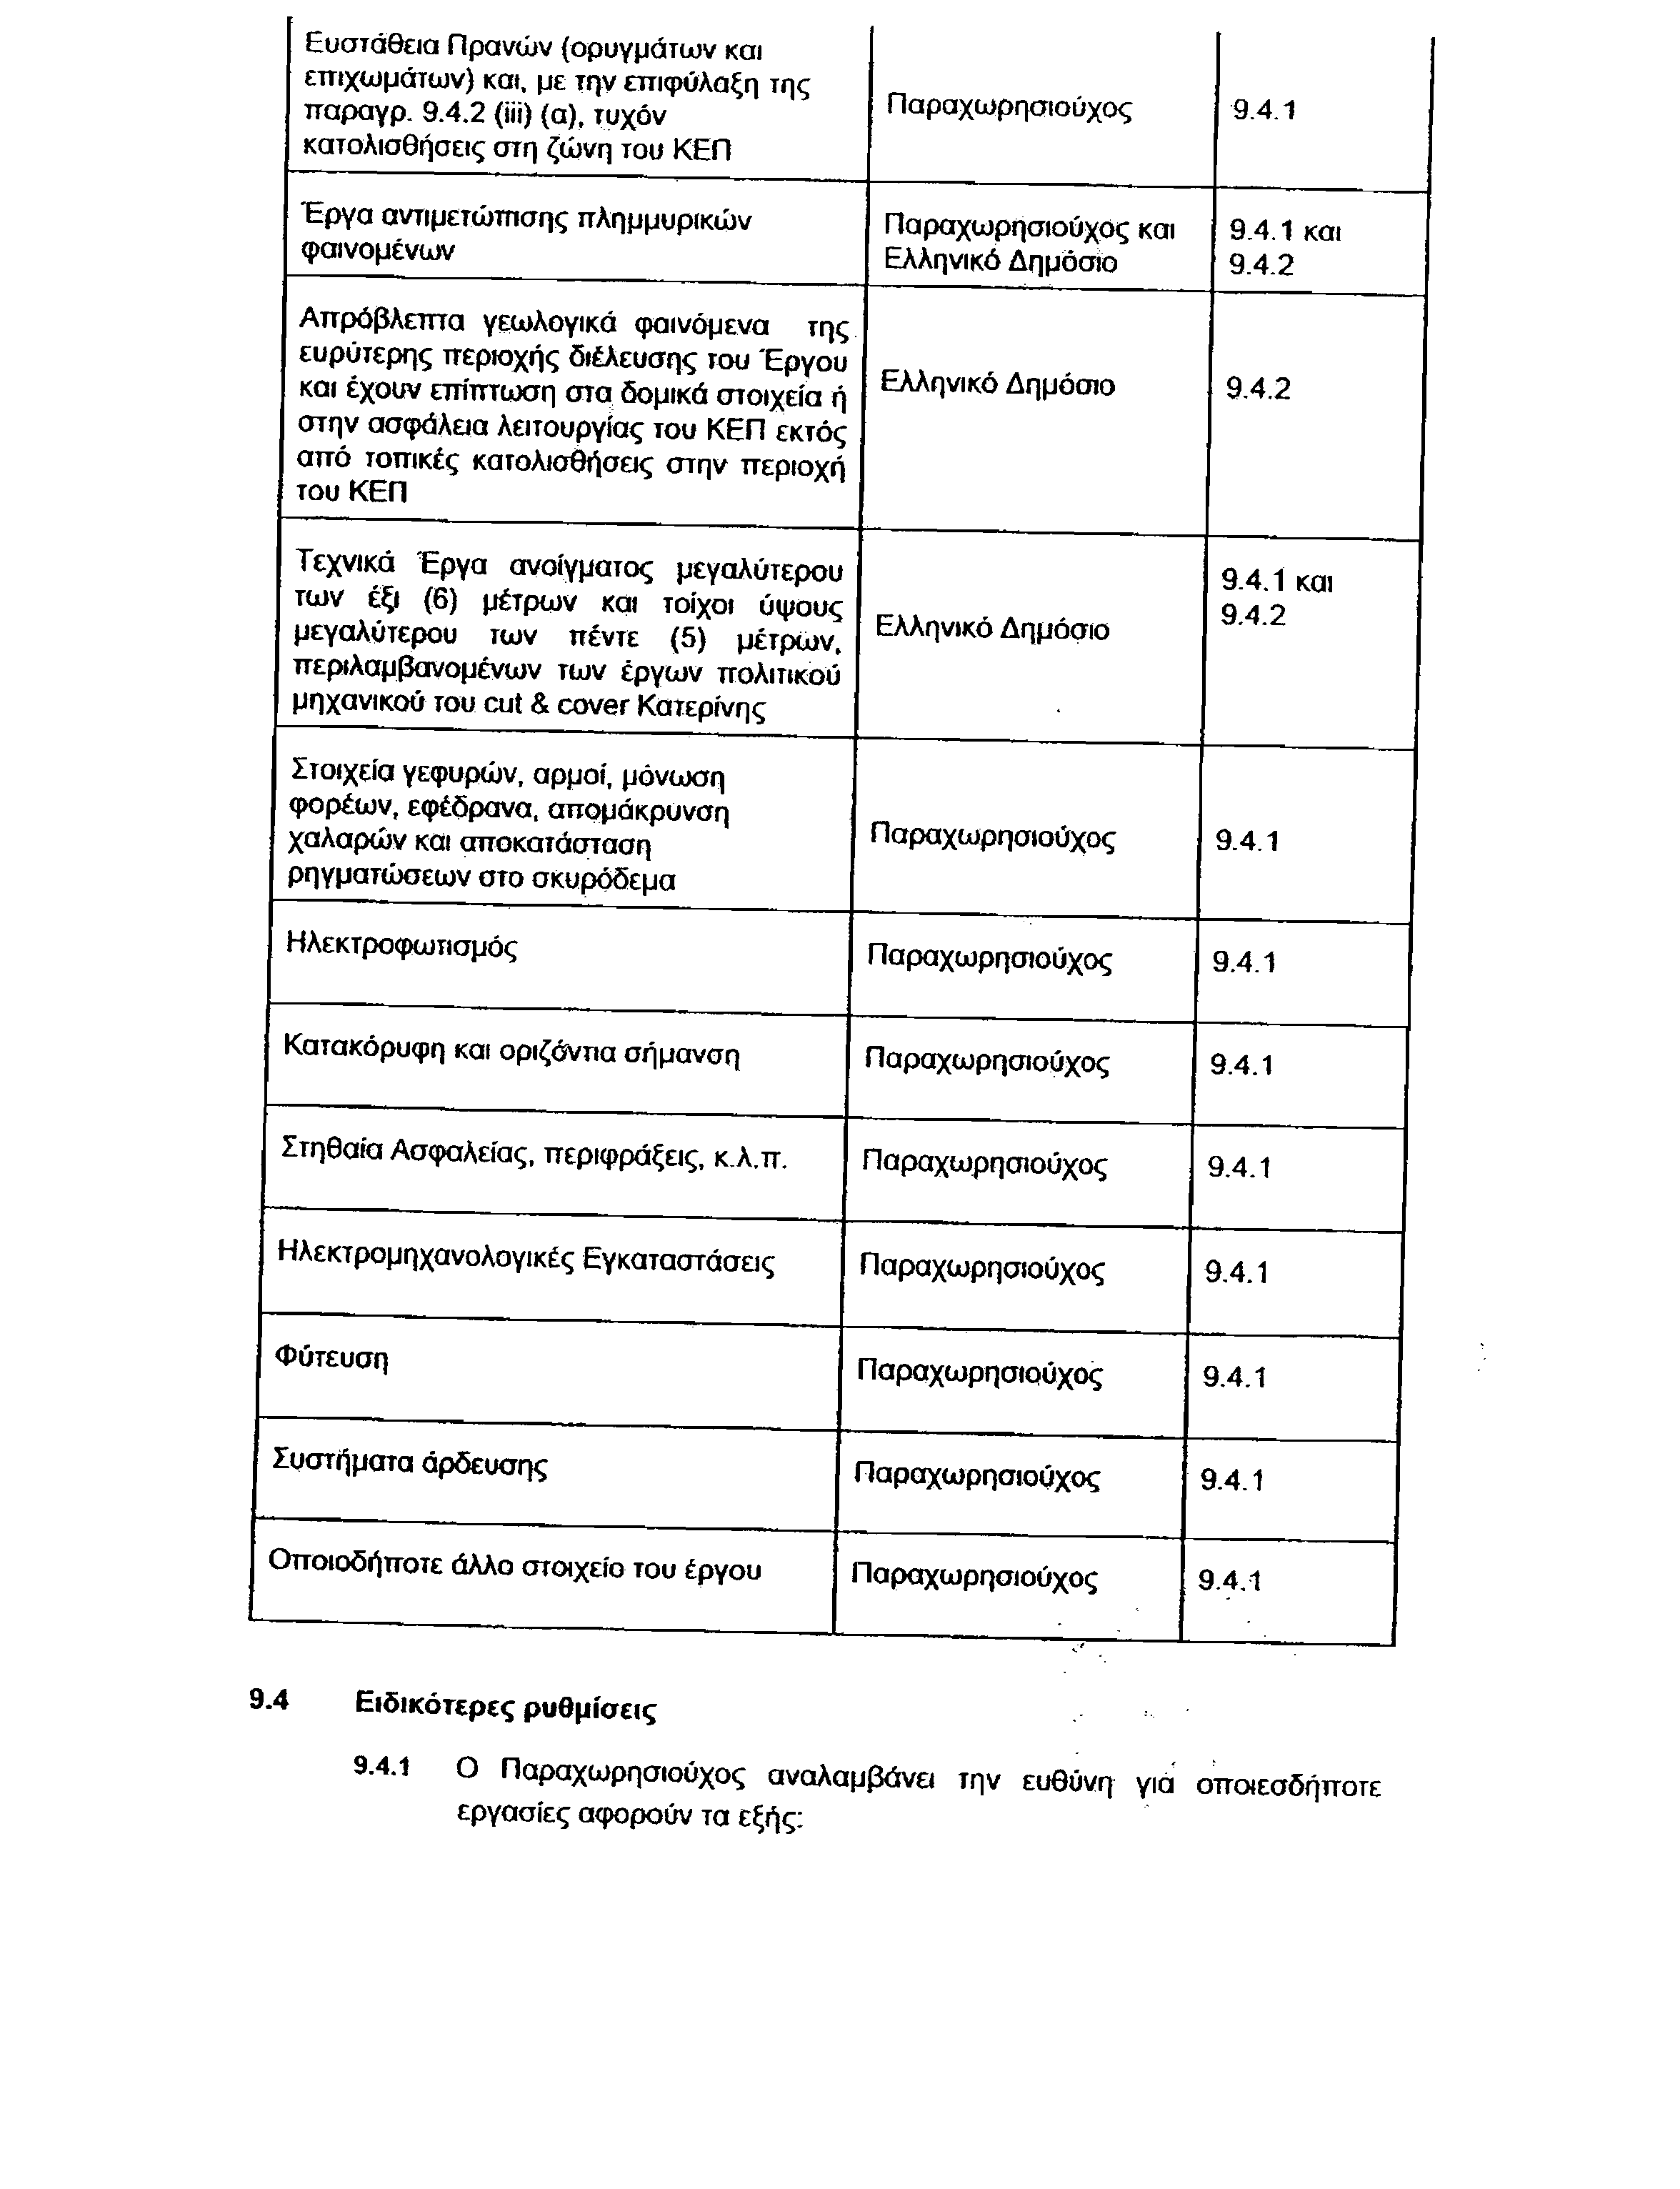 Ευστάθεια Πρανών (ορυγμάτων και
επιχωμάτων) και, με την επιφύλαξη της
παραγρ. 9.4.2 (iii) (α), τυχόν
κατολισθήσεις στη ζώνη του ΚΕΠ
Παραχωρησιούχος
9.4.1
Έργα αντιμετώπισης πλημμυρικών
φαινομένων
Παραχωρησιούχος και
Ελληνικό Δημόσιο
9.4.1 και
9.4.2
Απρόβλεπτα γεωλογικά φαινόμενα της
ευρύτερης περιοχής διέλευσης του Έργου
και έχουν επίπτωση στα δομικά στοιχεία ή
στην ασφάλεια λειτουργίας του ΚΕΠ εκτός
από τοπικές κατολισθήσεις στην περιοχή
του ΚΕΠ
Ελληνικό Δημόσιο
9.4.2
Τεχνικά Έργα ανοίγματος μεγαλύτερου
των έξι (6) μέτρων και τοίχοι ύψους
μεγαλύτερου των πέντε (5) μέτρων,
περιλαμβανομένων των έργων πολιτικού
μηχανικού του cut & cover Κατερίνης
Ελληνικό Δημόσιο
9.4.1 και
9.4.2
Στοιχεία γεφυρών, αρμοί, μόνωση
φορέων, εφέδρανα, απομάκρυνση
χαλαρών και αποκατάσταση
ρηγματώσεων στο σκυρόδεμα
Παραχωρησιούχος
9.4.1
Ηλεκτροφωτισμός
Παραχωρησιούχος
9.4.1
Κατακόρυφη και οριζόντια σήμανση
Παραχωρησιούχος
9.4.1
Στηθαία Ασφαλείας, περιφράξεις, κ.λ.π.
Παραχωρησιούχος
9.4.1
Ηλεκτρομηχανολογικές Εγκαταστάσεις
Παραχωρησιούχος
9.4.1
Φύτευση
Παραχωρησιούχος
9.4.1
Συστήματα άρδευσης
Παραχωρησιούχος
9.4.1
Οποιοδήποτε άλλο στοιχείο του έργου
Παραχωρησιούχος
9.4.1
9.4 Ειδικότερες ρυθμίσεις
9.4.1 Ο Παραχωρησιούχος αναλαμβάνει την ευθύνη για οποιεσδήποτε
εργασίες αφορούν τα εξής: